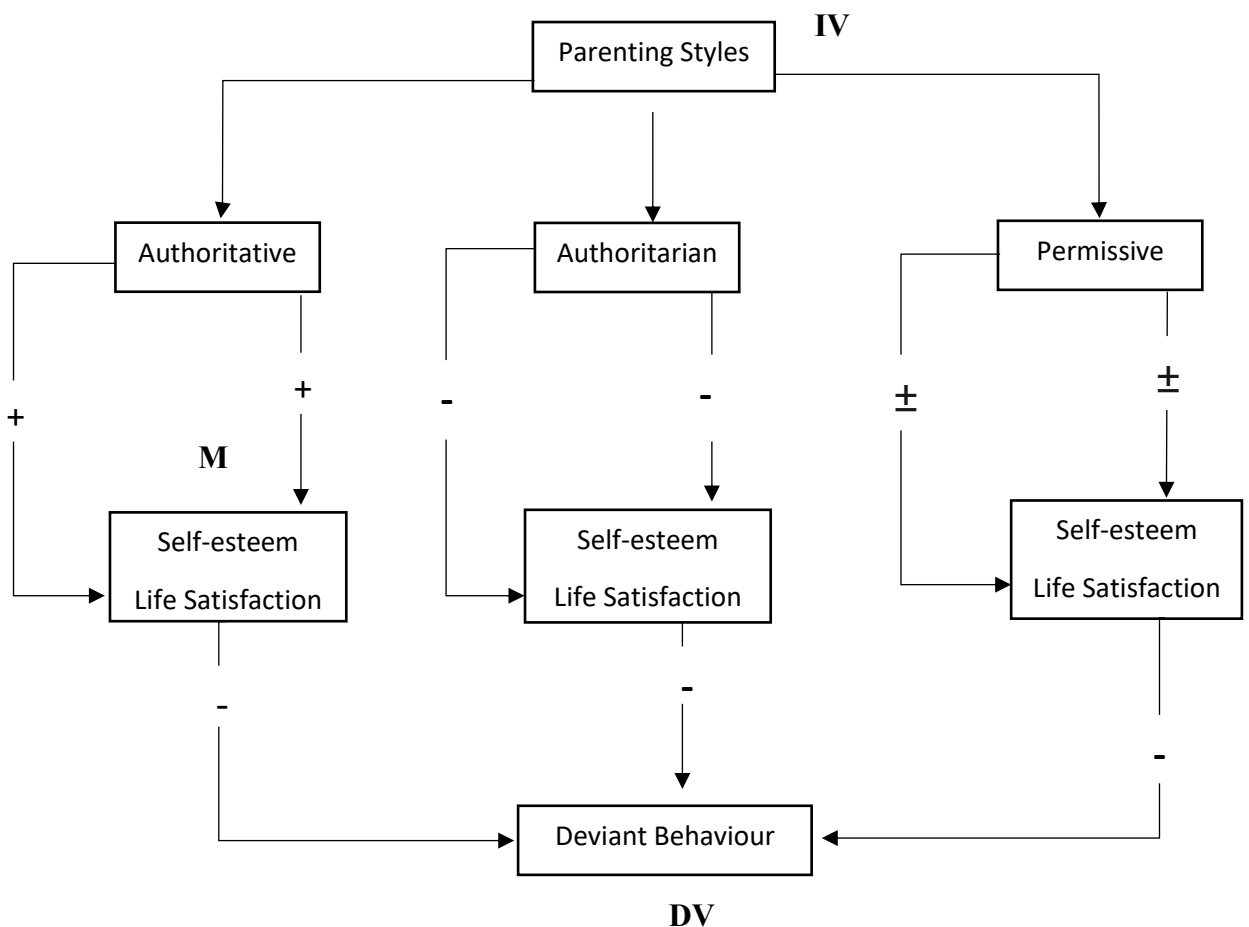 IV
Parenting Styles
Authoritative
Authoritarian
Permissive
+
+
-
-
±
±
M
Self-esteem
Life Satisfaction
Self-esteem
Life Satisfaction
Self-esteem
Life Satisfaction
-
-
-
Deviant Behaviour
DV